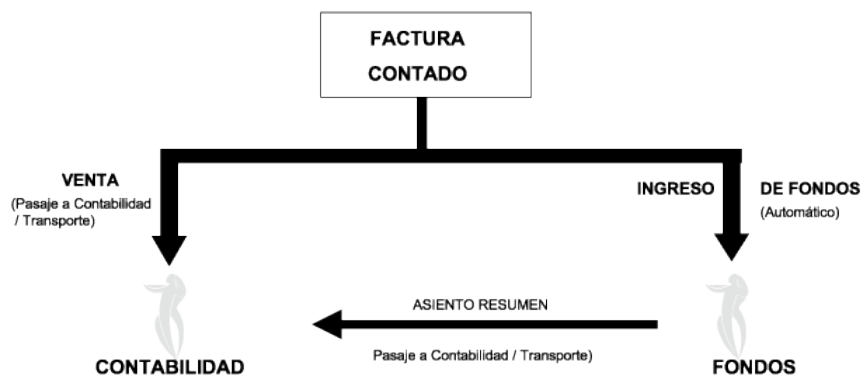 FACTURA
CONTADO
VENTA
(Pasaje a Contabilidad
/ Transporte)
INGRESO DE FONDOS
(Automático)
ASIENTO RESUMEN
Pasaje a Contabilidad / Transporte)
CONTABILIDAD
FONDOS